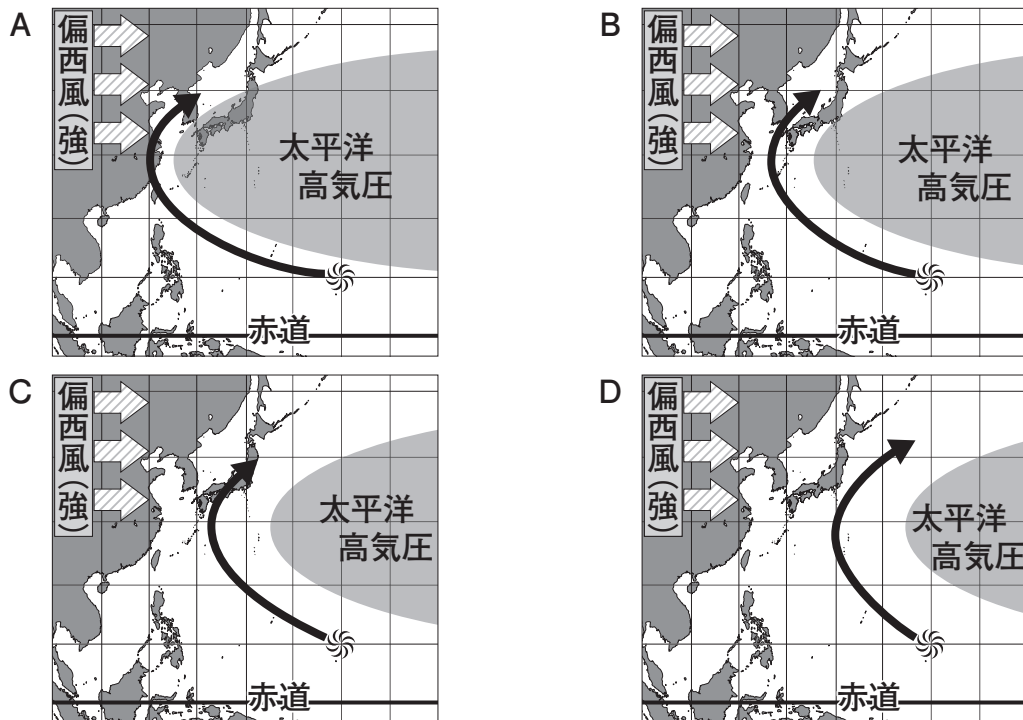 A
偏西風(強)
太平洋
高気圧
赤道
B
偏西風(強)
太平洋
高気圧
赤道
C
偏西風(強)
太平洋
高気圧
赤道
D
偏西風(強)
太平洋
高気圧
赤道